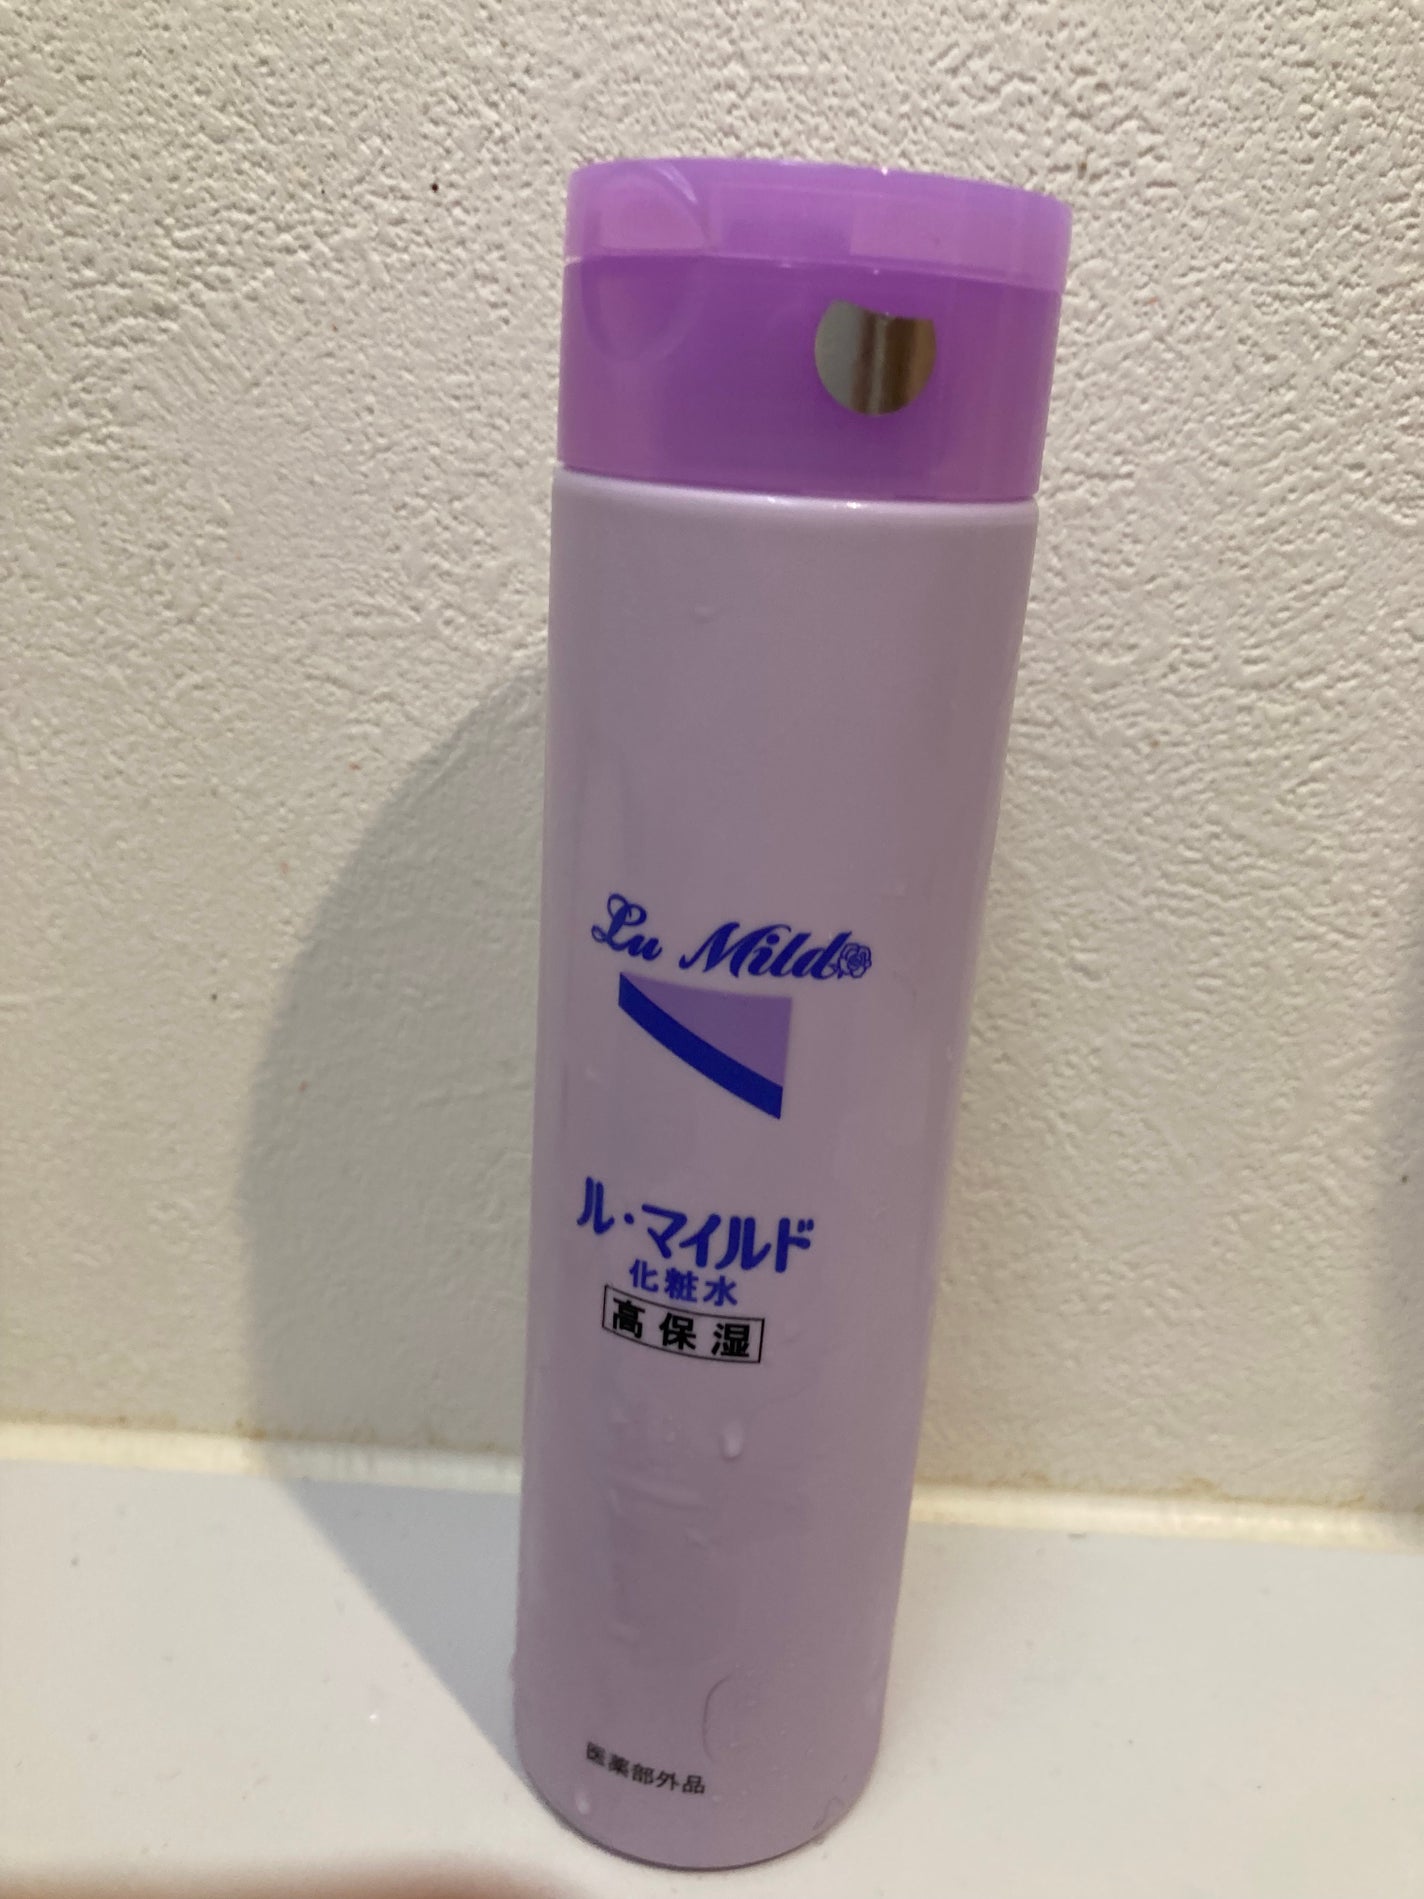 Lu Mild
ル・マイルド
化粧水
高保湿
医薬部外品